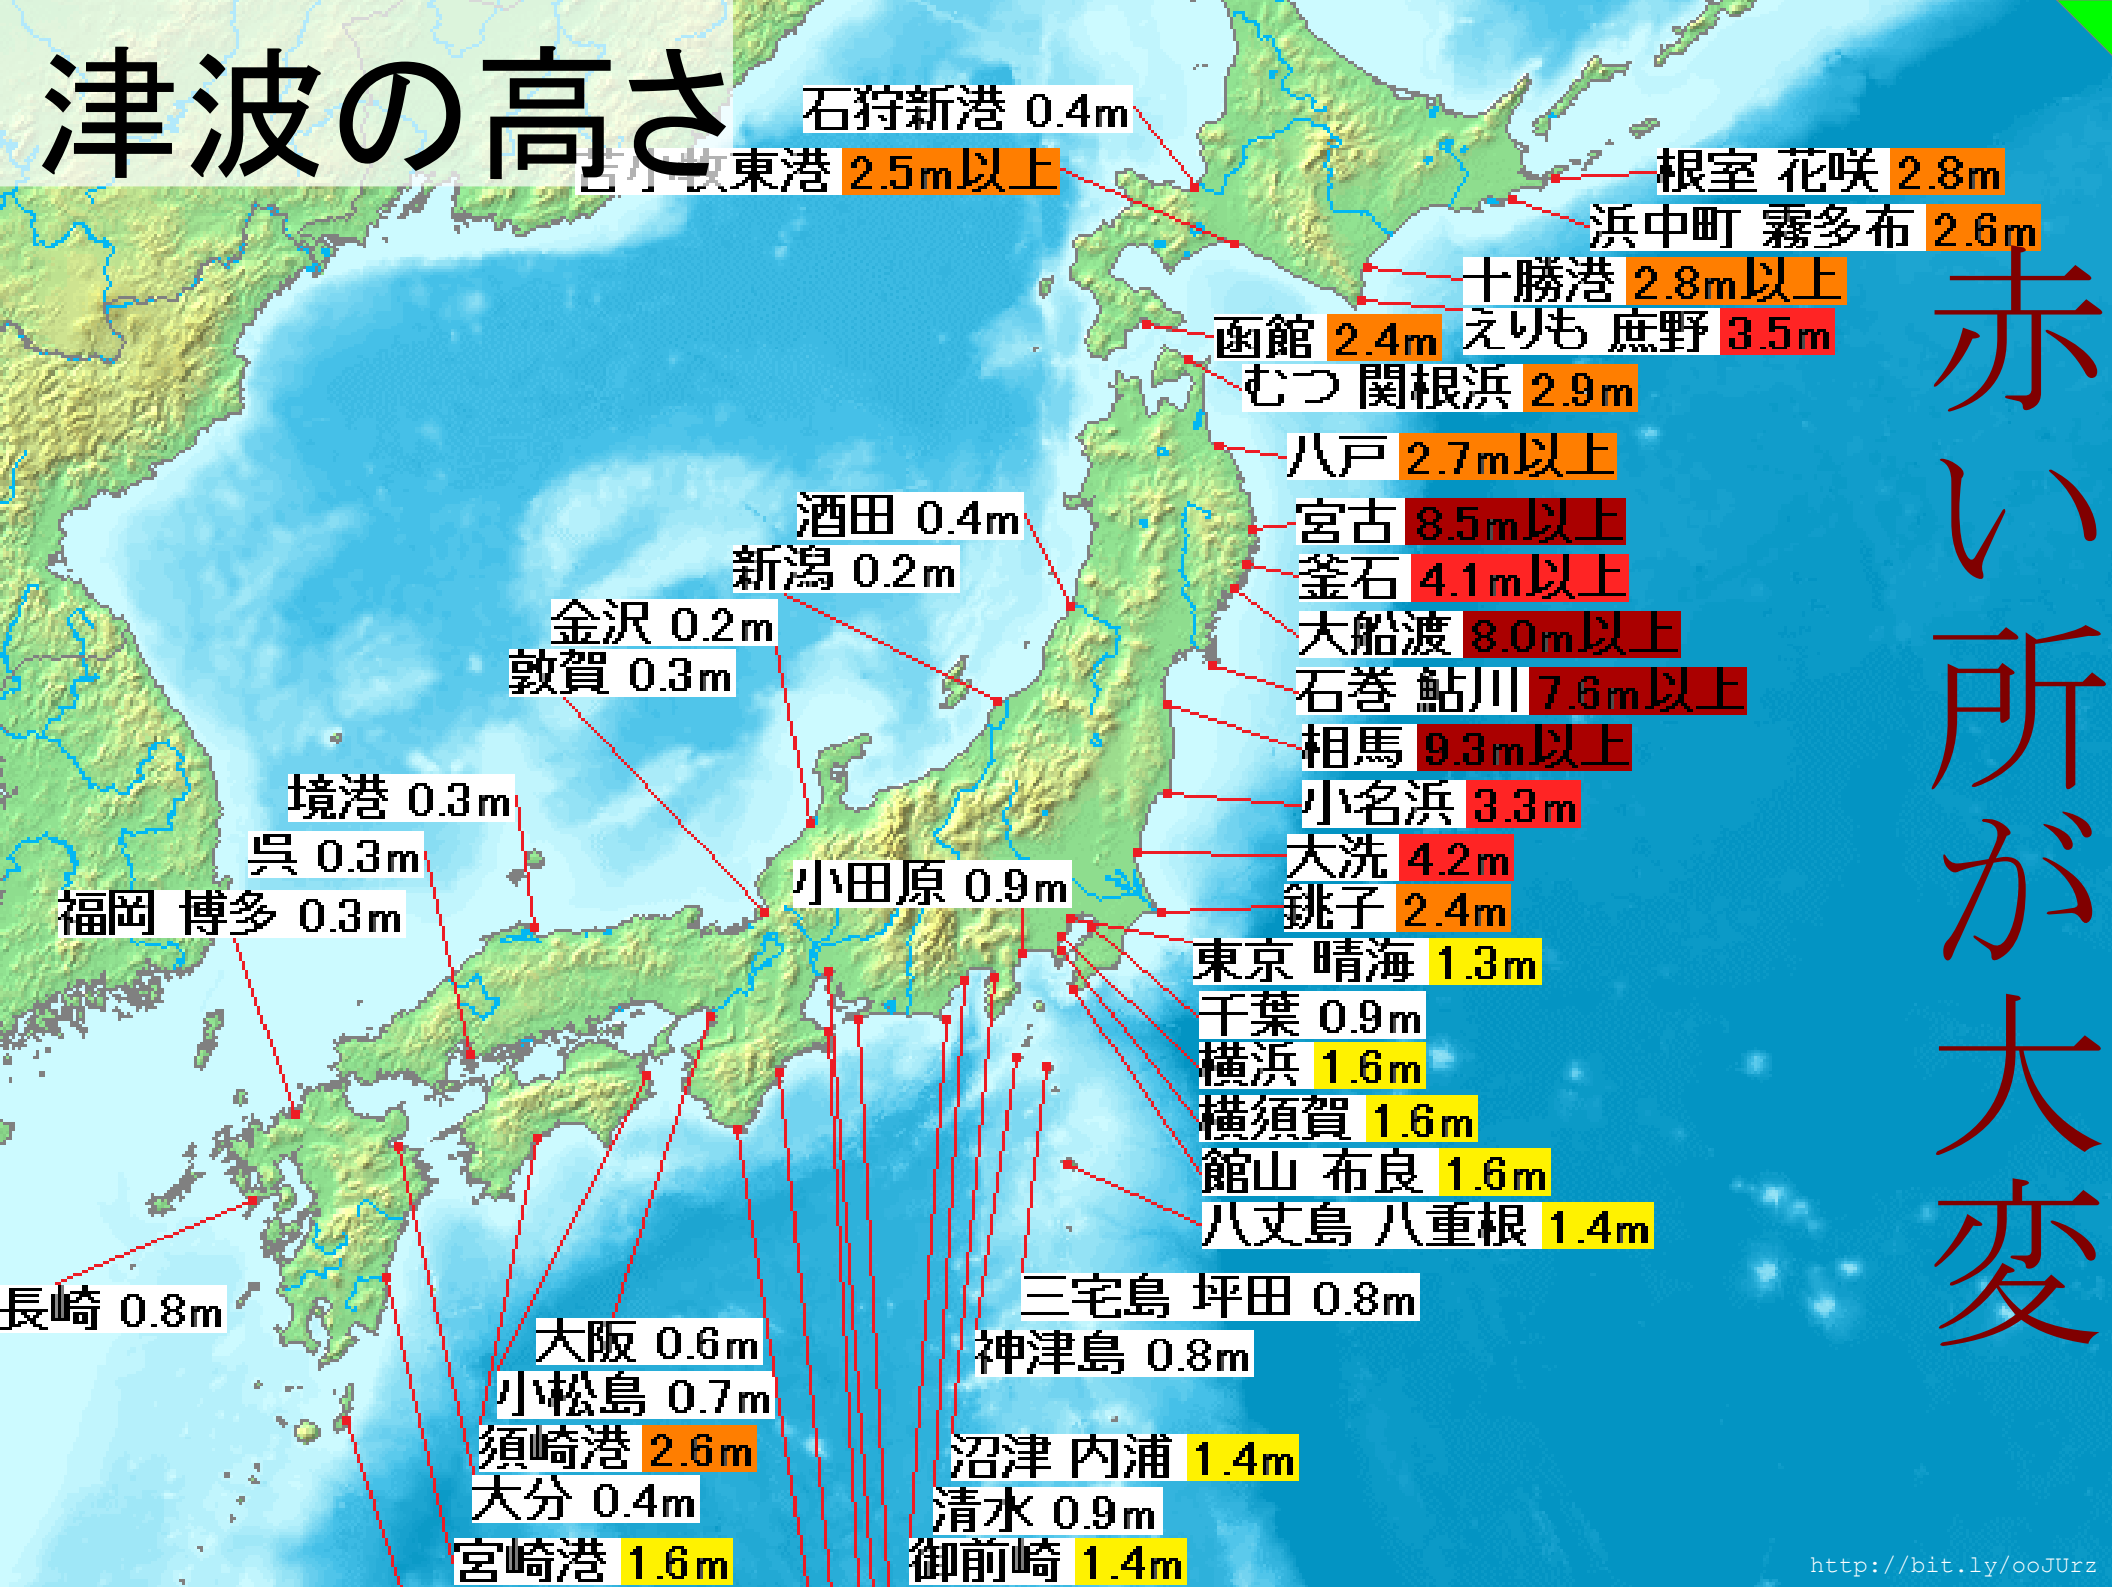 津波の高さ
石狩新港 0.4m
苫小牧東港 2.5m以上
根室 花咲 2.8m
浜中町 霧多布 2.6m
十勝港 2.8m以上
えりも 庶野 3.5m
函館 2.4m
むつ 関根浜 2.9m
八戸 2.7m以上
酒田 0.4m
宮古 8.5m以上
新潟 0.2m
釜石 4.1m以上
金沢 0.2m
大船渡 8.0m以上
敦賀 0.3m
石巻 鮎川 7.6m以上
相馬 9.3m以上
境港 0.3m
小名浜 3.3m
呉 0.3m
大洗 4.2m
小田原 0.9m
福岡 博多 0.3m
銚子 2.4m
東京 晴海 1.3m
千葉 0.9m
横浜 1.6m
横須賀 1.6m
館山 布良 1.6m
八丈島 八重根 1.4m
三宅島 坪田 0.8m
長崎 0.8m
大阪 0.6m
神津島 0.8m
小松島 0.7m
須崎港 2.6m
沼津 内浦 1.4m
大分 0.4m
清水 0.9m
宮崎港 1.6m
御前崎 1.4m
赤い所が大変
http://bit.ly/ooJUrz